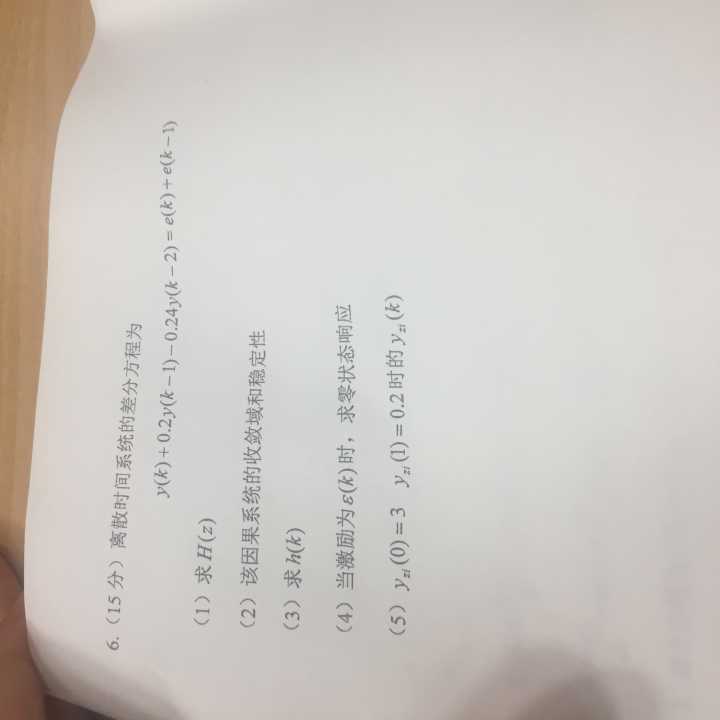 6.（15 分）离散时间系统的差分方程为
y(k)+0.2y(k−1)−0.24y(k−2)=e(k)+e(k−1)
（1）求 H(z)
（2）该因果系统的收敛域和稳定性
（3）求 h(k)
（4）当激励为 ε(k) 时，求零状态响应
（5）y_{zi}(0)=3 y_{zi}(1)=0.2 时的 y_{zi}(k)